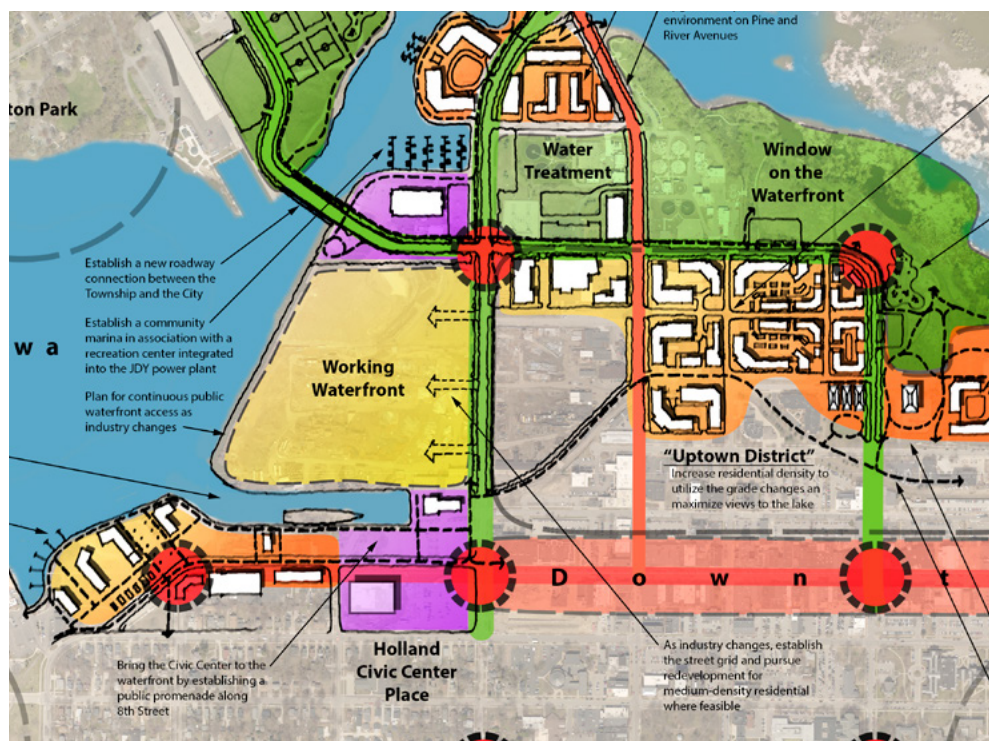 environment on Pine and
River Avenues
ton Park
Water
Treatment
Window
on the
Waterfront
Establish a new roadway
connection between the
Township and the City
Establish a community
marina in association with a
recreation center integrated
into the JDY power plant
w a
Plan for continuous public
waterfront access as
industry changes
Working
Waterfront
"Uptown District"
Increase residential density to
utilize the grade changes an
maximize views to the lake
D o w n t
Holland
Civic Center
Place
Bring the Civic Center to the
waterfront by establishing a
public promenade along
8th Street
As industry changes, establish
the street grid and pursue
redevelopment for
medium-density residential
where feasible